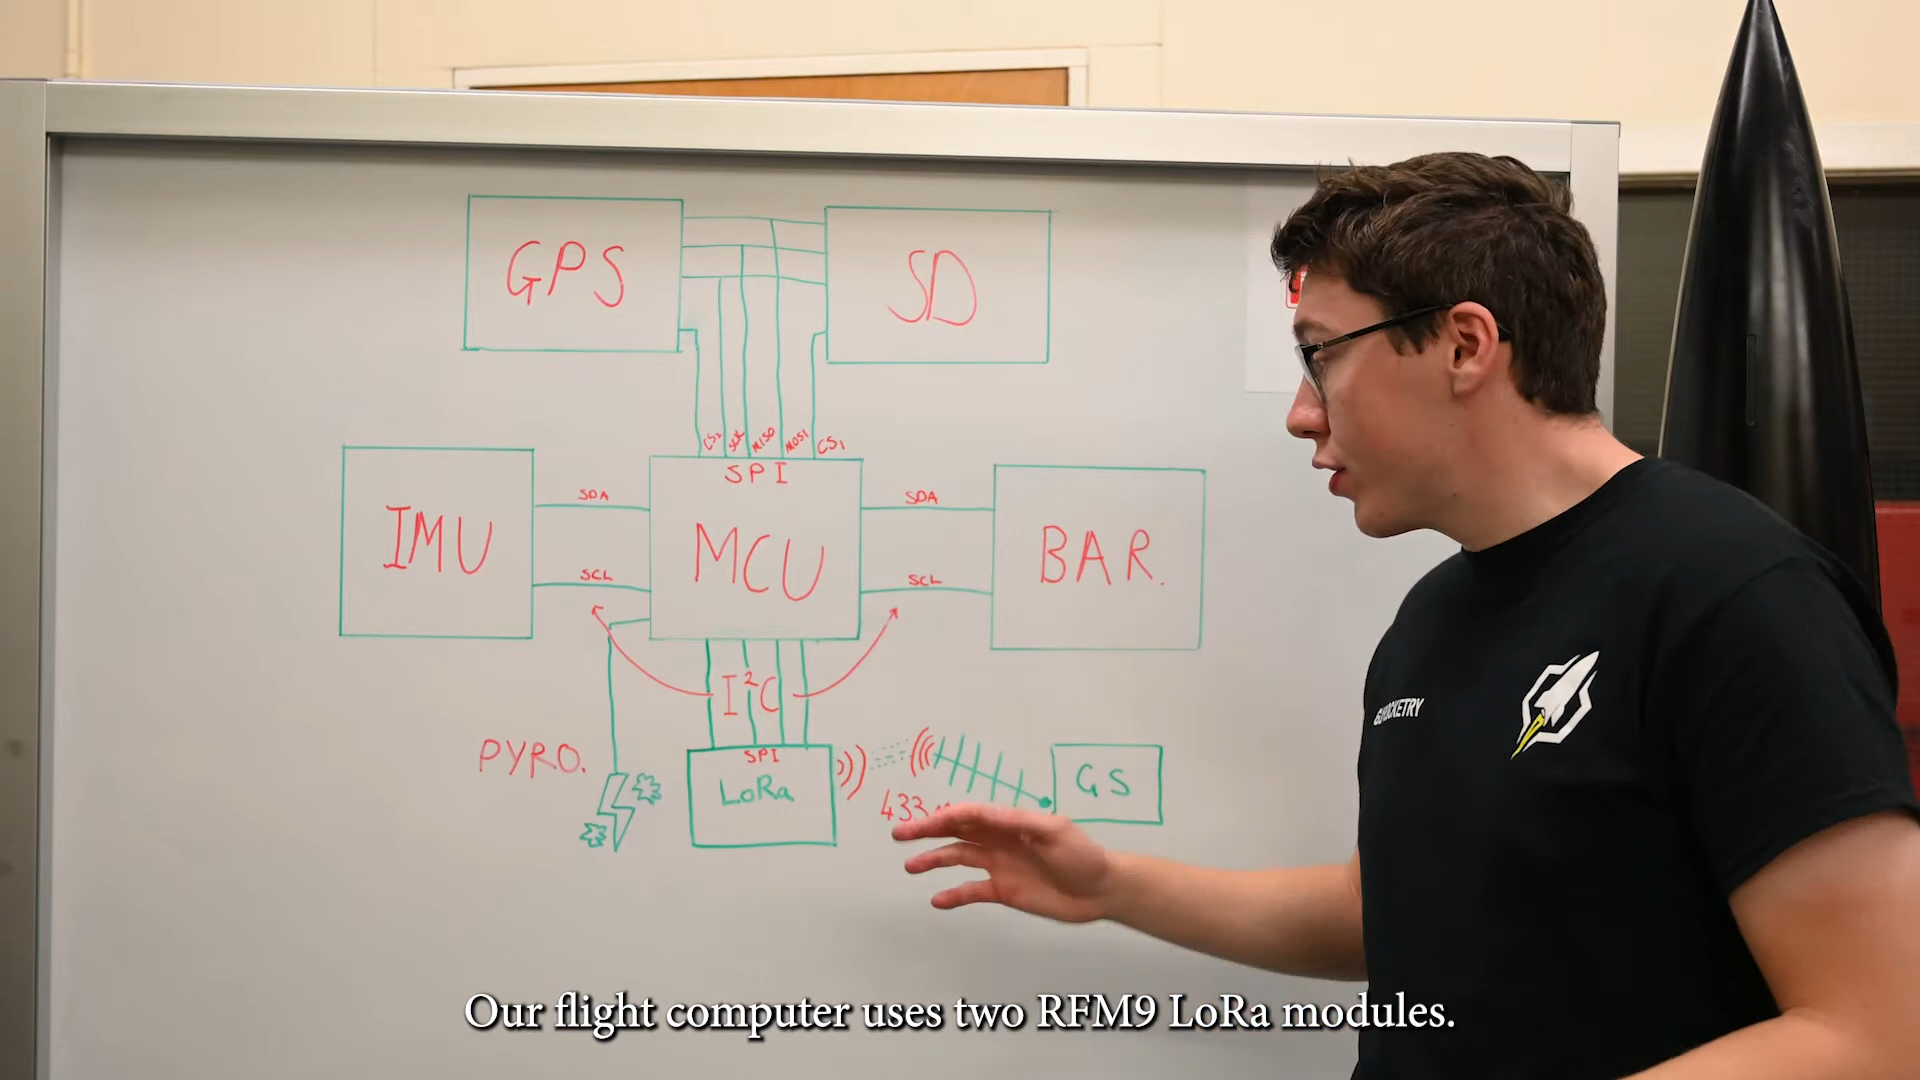 GPS
SD
CS2 SCK MISO MOSI CS1
SPI
SDA
SDA
IMU
MCU
BAR.
SCL
SCL
I²C
PYRO.
SPI
LoRa
GS
433
Our flight computer uses two RFM9 LoRa modules.